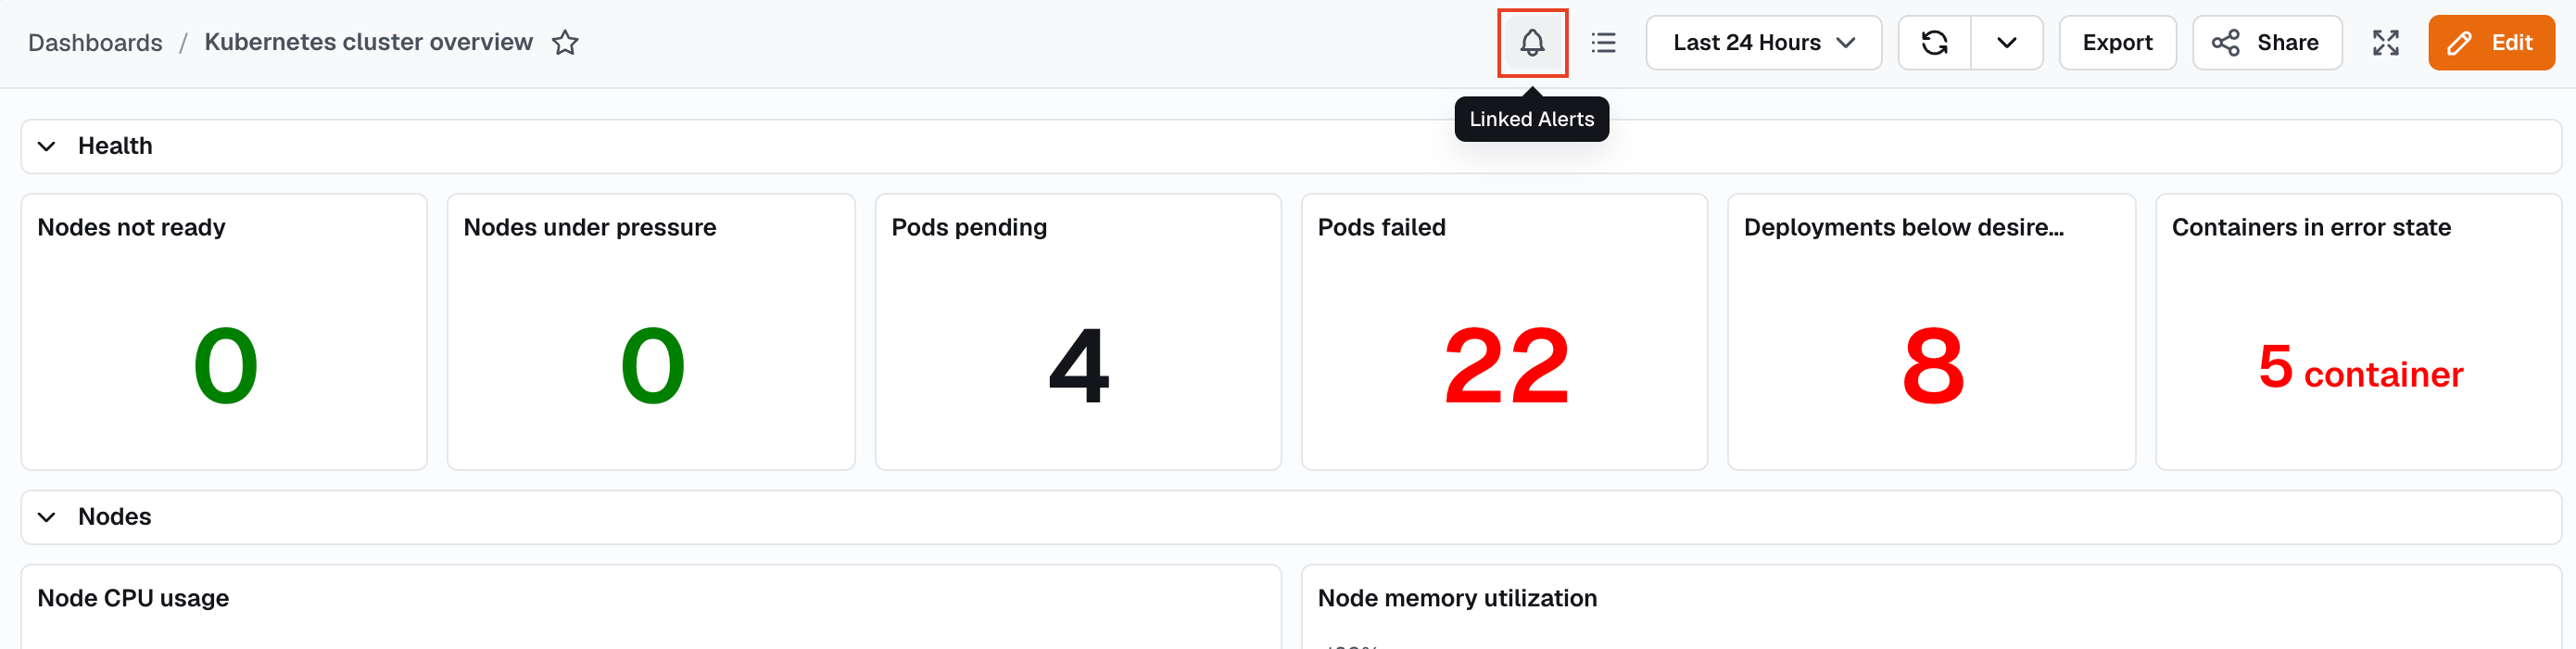 Dashboards / Kubernetes cluster overview
Last 24 Hours
Export
Share
Edit
Linked Alerts
Health
Nodes not ready
Nodes under pressure
Pods pending
Pods failed
Deployments below desire...
Containers in error state
0
0
4
22
8
5 container
Nodes
Node CPU usage
Node memory utilization